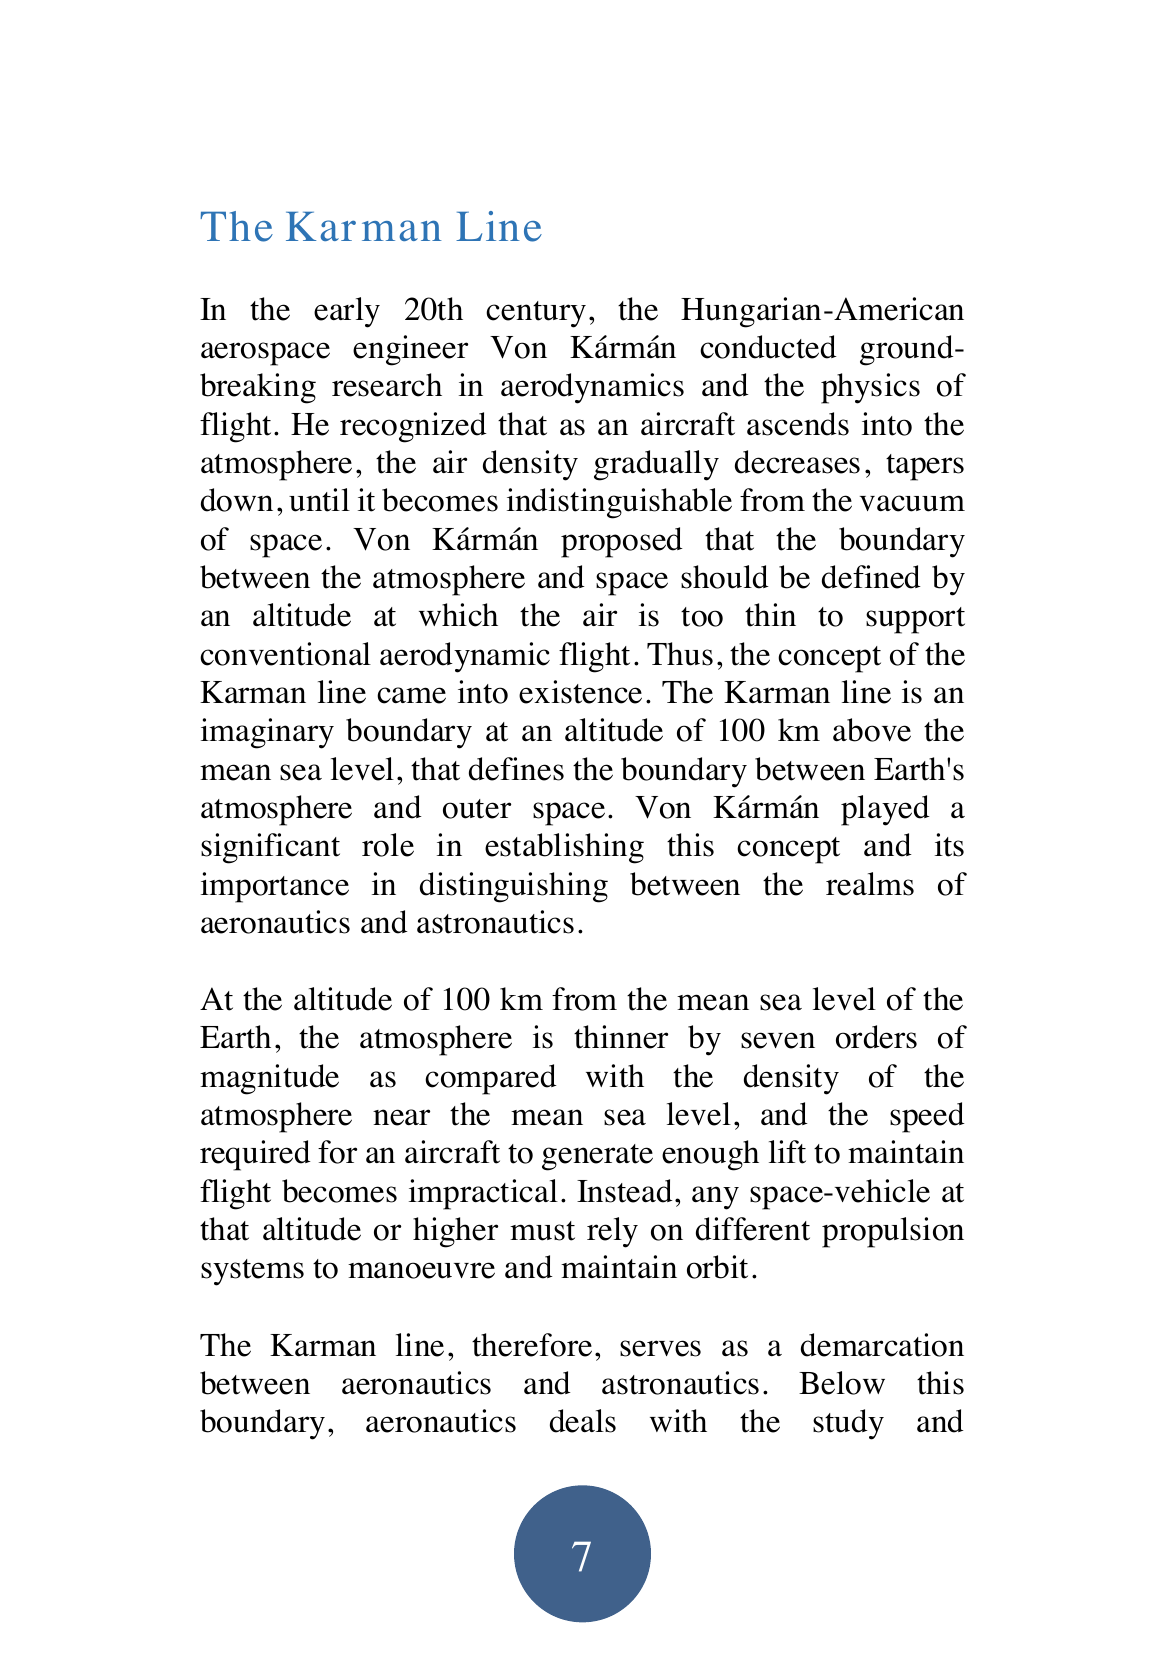 The Karman Line
In the early 20th century, the Hungarian-American
aerospace engineer Von Kármán conducted ground-
breaking research in aerodynamics and the physics of
flight. He recognized that as an aircraft ascends into the
atmosphere, the air density gradually decreases, tapers
down, until it becomes indistinguishable from the vacuum
of space. Von Kármán proposed that the boundary
between the atmosphere and space should be defined by
an altitude at which the air is too thin to support
conventional aerodynamic flight. Thus, the concept of the
Karman line came into existence. The Karman line is an
imaginary boundary at an altitude of 100 km above the
mean sea level, that defines the boundary between Earth's
atmosphere and outer space. Von Kármán played a
significant role in establishing this concept and its
importance in distinguishing between the realms of
aeronautics and astronautics.
At the altitude of 100 km from the mean sea level of the
Earth, the atmosphere is thinner by seven orders of
magnitude as compared with the density of the
atmosphere near the mean sea level, and the speed
required for an aircraft to generate enough lift to maintain
flight becomes impractical. Instead, any space-vehicle at
that altitude or higher must rely on different propulsion
systems to manoeuvre and maintain orbit.
The Karman line, therefore, serves as a demarcation
between aeronautics and astronautics. Below this
boundary, aeronautics deals with the study and
7